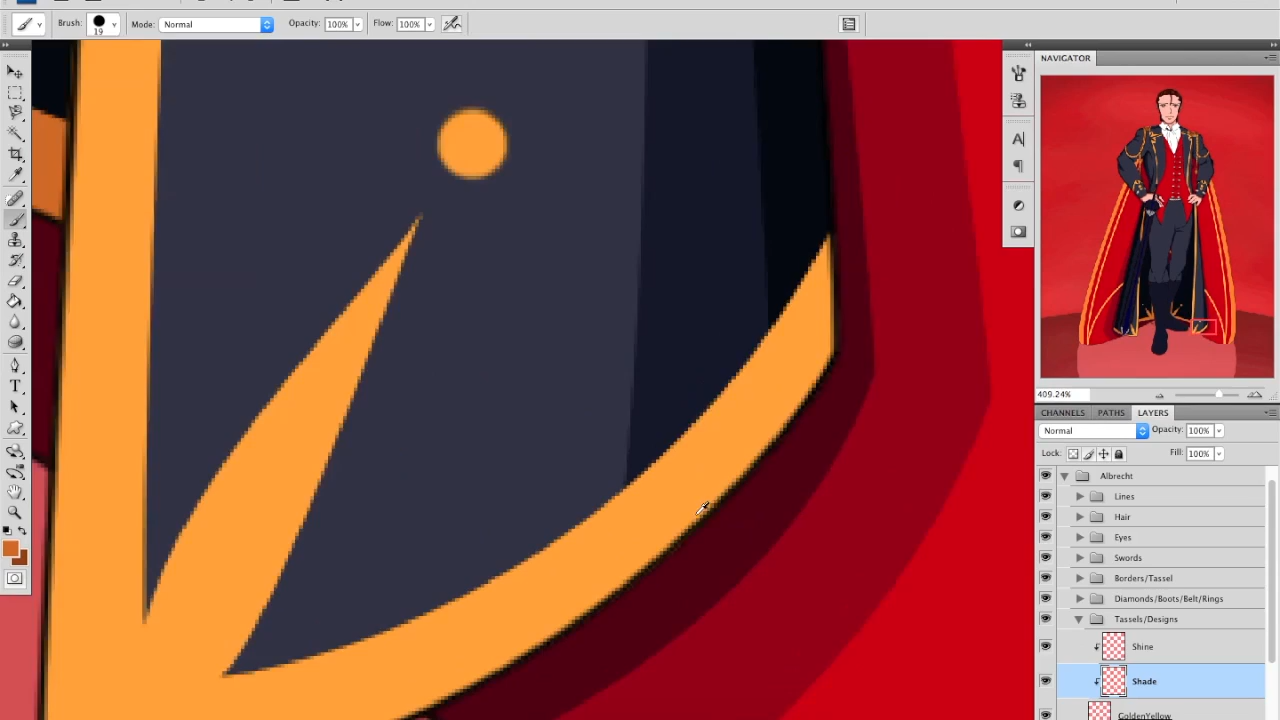 Brush: Mode: Normal Opacity: 100% Flow: 100%
19
NAVIGATOR
409.24%
CHANNELS PATHS LAYERS
Normal Opacity: 100%
Lock: Fill: 100%
Albrecht
Lines
Hair
Eyes
Swords
Borders/Tassel
Diamonds/Boots/Belt/Rings
Tassels/Designs
Shine
Shade
GoldenYellow